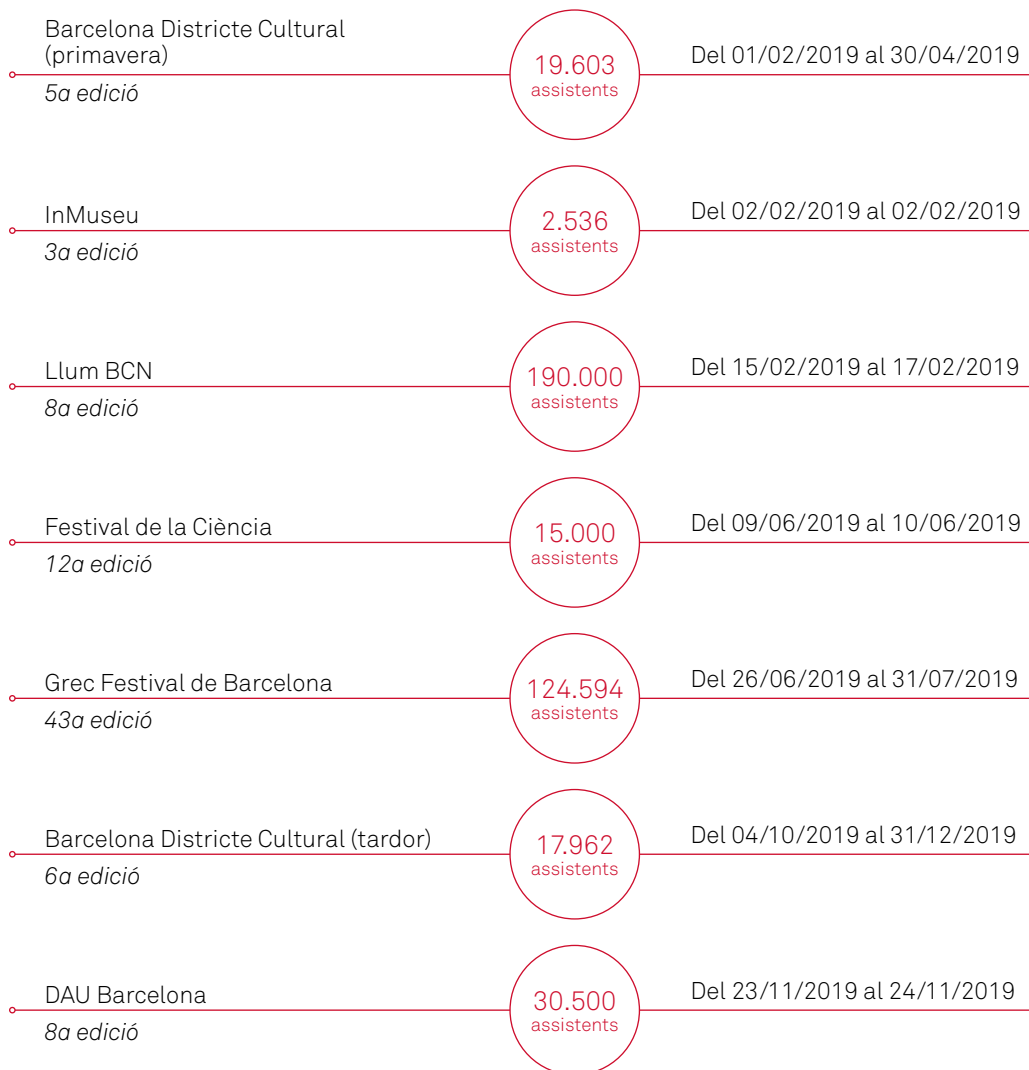 Barcelona Districte Cultural
(primavera)
5a edició
19.603
assistents
Del 01/02/2019 al 30/04/2019
InMuseu
3a edició
2.536
assistents
Del 02/02/2019 al 02/02/2019
Llum BCN
8a edició
190.000
assistents
Del 15/02/2019 al 17/02/2019
Festival de la Ciència
12a edició
15.000
assistents
Del 09/06/2019 al 10/06/2019
Grec Festival de Barcelona
43a edició
124.594
assistents
Del 26/06/2019 al 31/07/2019
Barcelona Districte Cultural (tardor)
6a edició
17.962
assistents
Del 04/10/2019 al 31/12/2019
DAU Barcelona
8a edició
30.500
assistents
Del 23/11/2019 al 24/11/2019